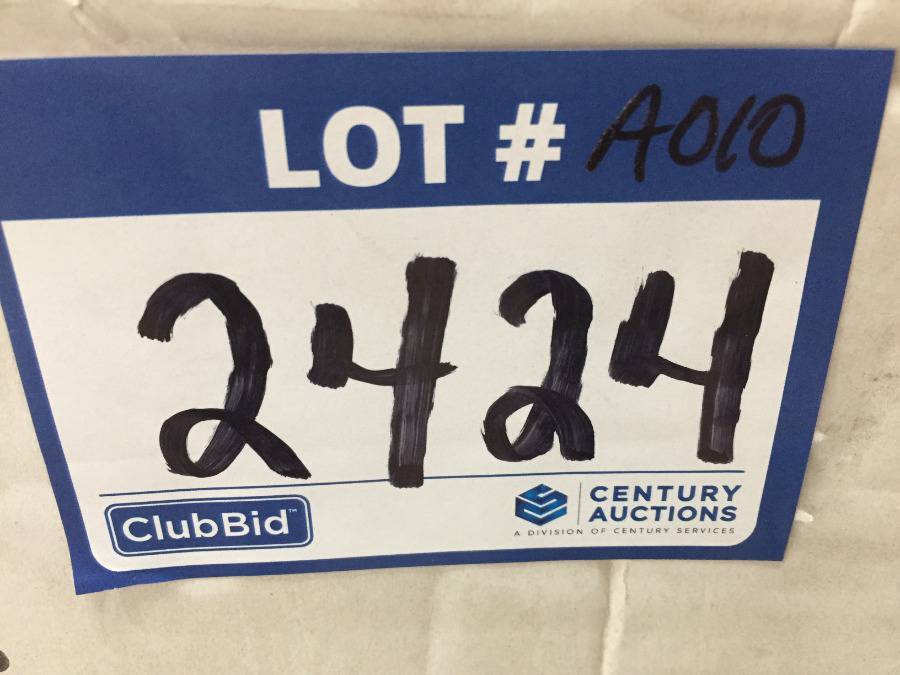 LOT # A010
2424
ClubBid™
CENTURY
AUCTIONS
A DIVISION OF CENTURY SERVICES